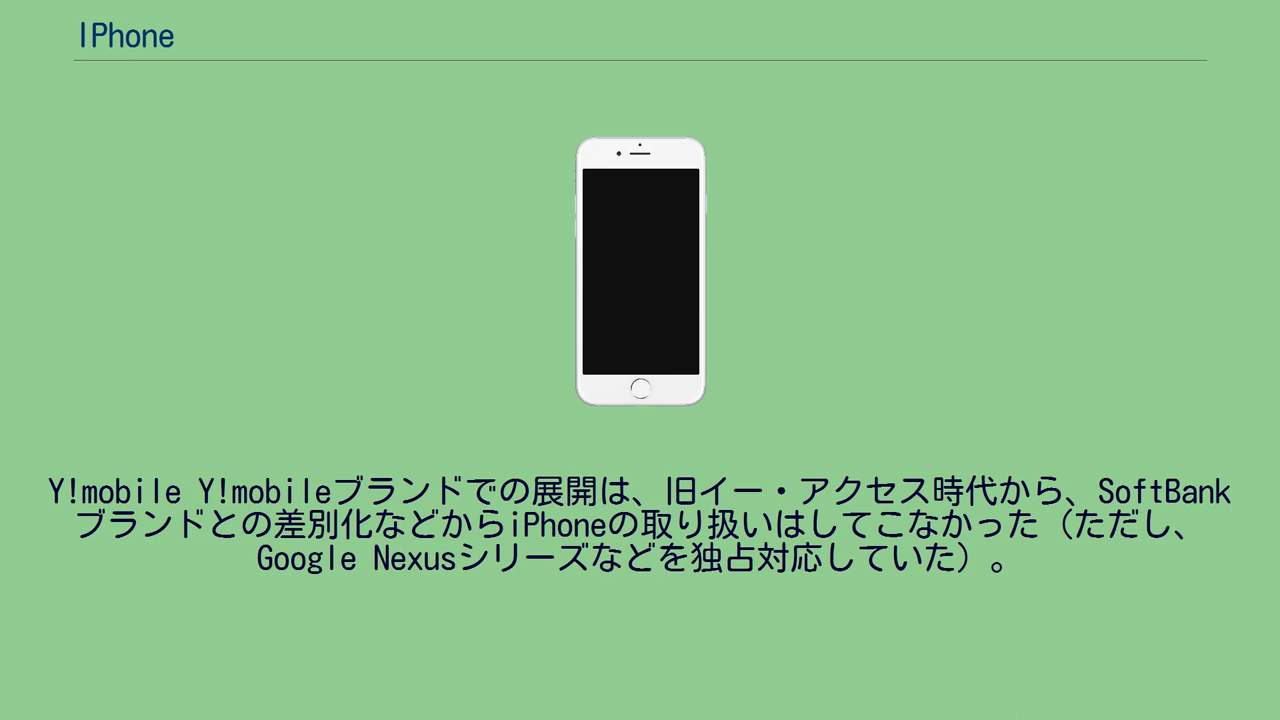 IPhone
Y!mobile Y!mobileブランドでの展開は、旧イー・アクセス時代から、SoftBank
ブランドとの差別化などからiPhoneの取り扱いはしてこなかった（ただし、
Google Nexusシリーズなどを独占対応していた）。